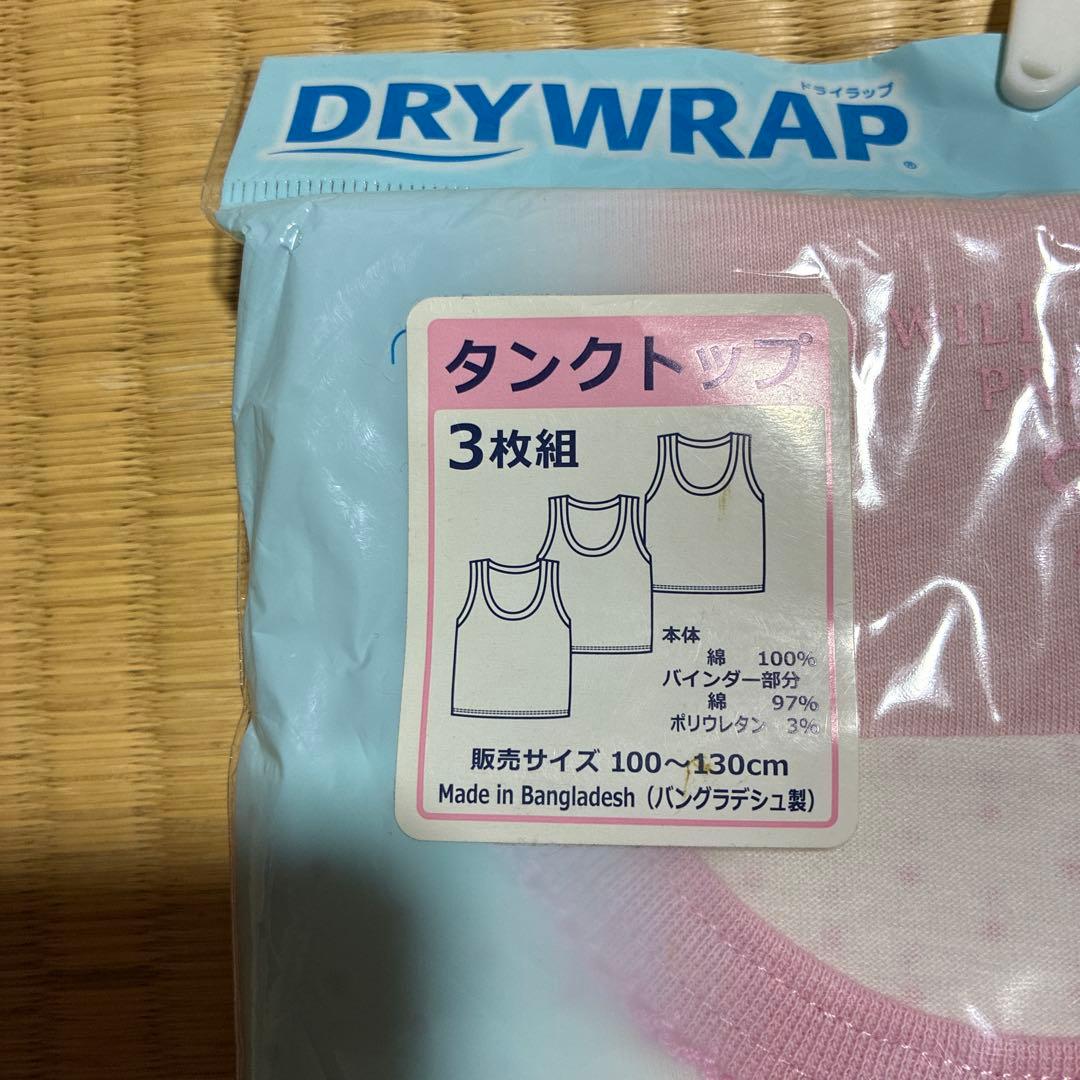 ドライラップ
DRYWRAP®
タンクトップ
3枚組
本体
綿 100%
バインダー部分
綿 97%
ポリウレタン 3%
販売サイズ 100～130cm
Made in Bangladesh（バングラデシュ製）